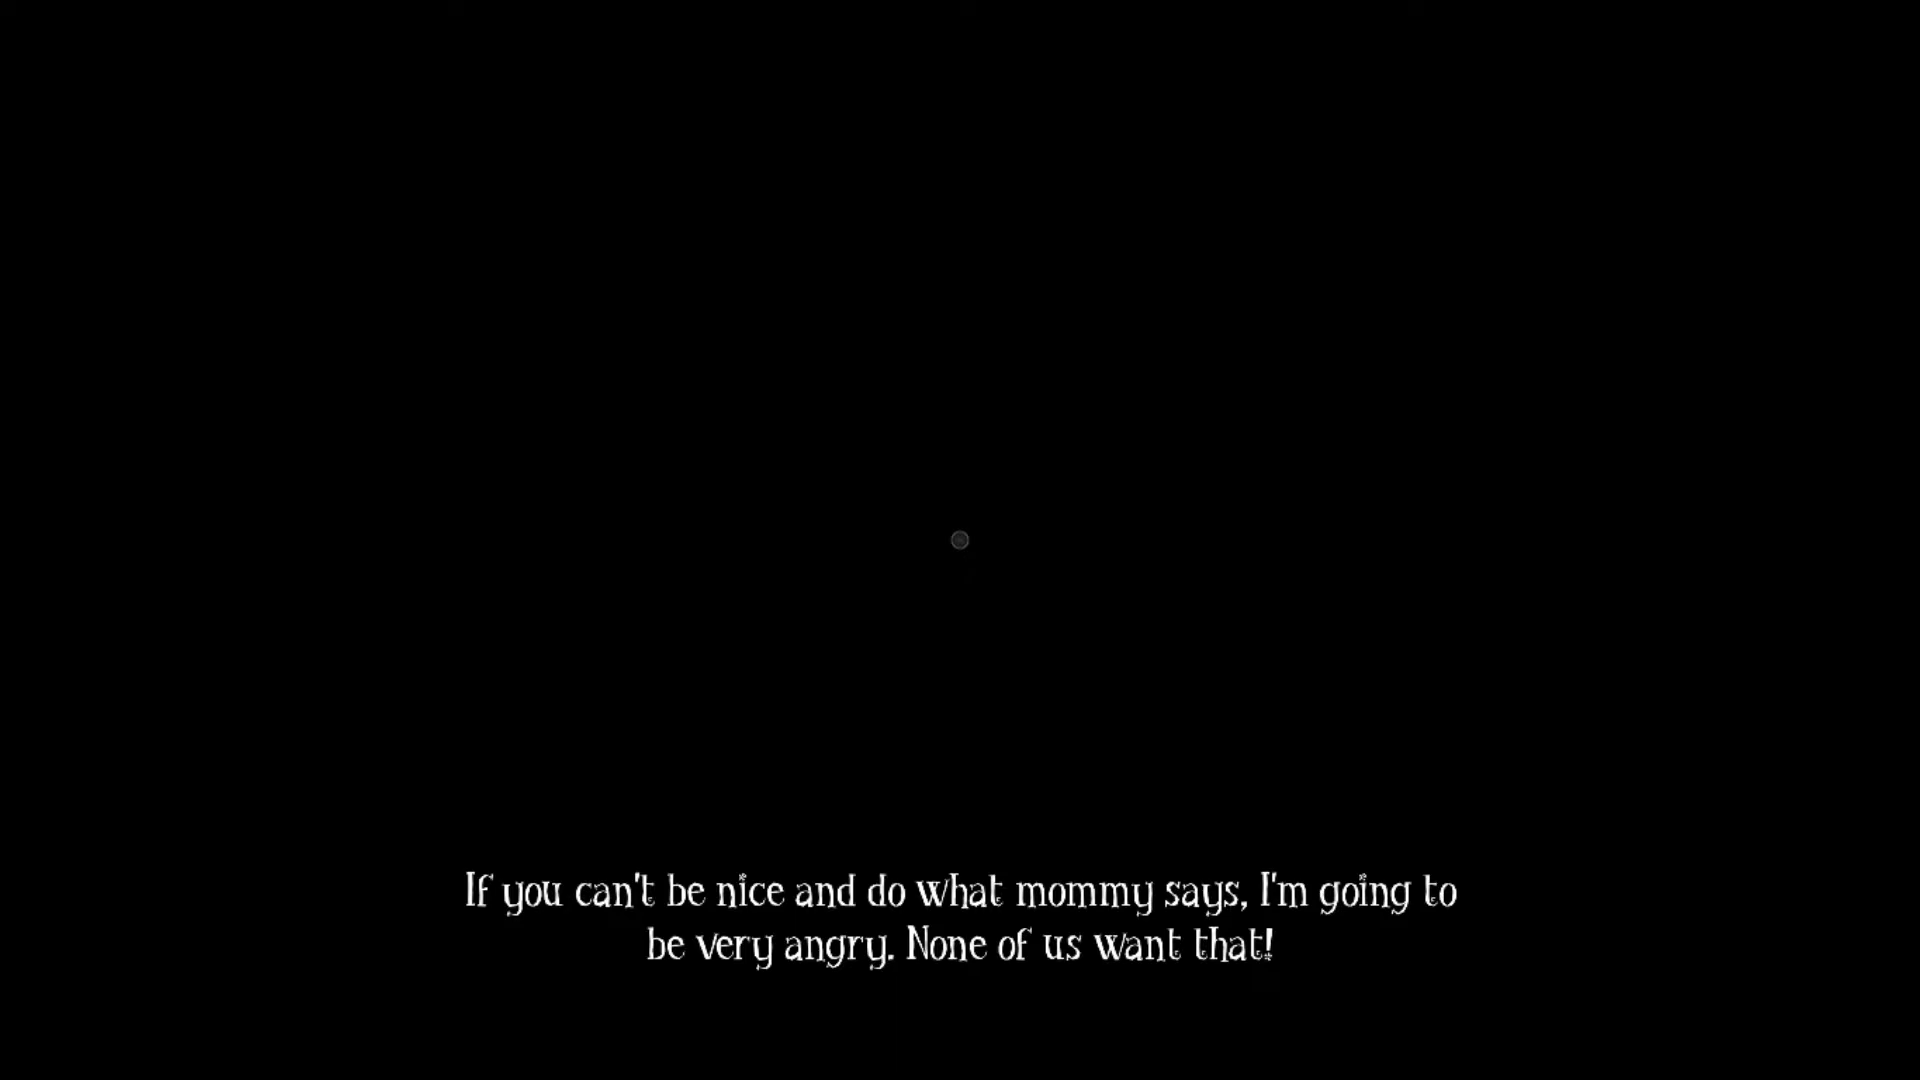 If you can't be nice and do what mommy says, I'm going to
be very angry. None of us want that!